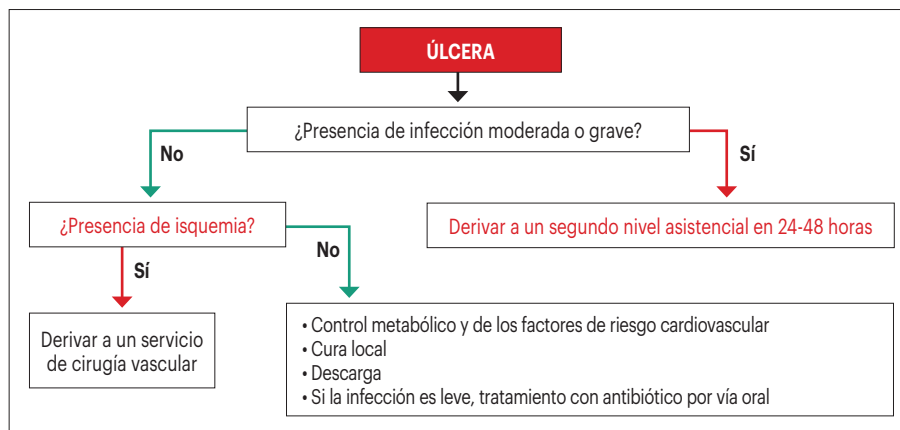 ÚLCERA
¿Presencia de infección moderada o grave?
No
Sí
¿Presencia de isquemia?
Derivar a un segundo nivel asistencial en 24-48 horas
No
Sí
Derivar a un servicio
de cirugía vascular
• Control metabólico y de los factores de riesgo cardiovascular
• Cura local
• Descarga
• Si la infección es leve, tratamiento con antibiótico por vía oral